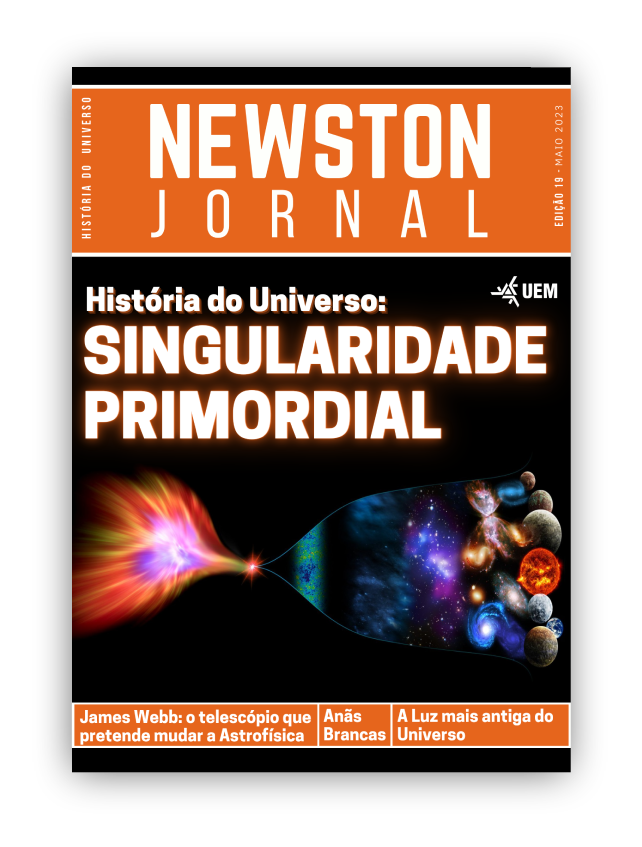 HISTÓRIA DO UNIVERSO
NEWSTON
JORNAL
EDIÇÃO 19 - MAIO 2023
História do Universo:
UEM
SINGULARIDADE
PRIMORDIAL
James Webb: o telescópio que
pretende mudar a Astrofísica
Anãs
Brancas
A Luz mais antiga do
Universo